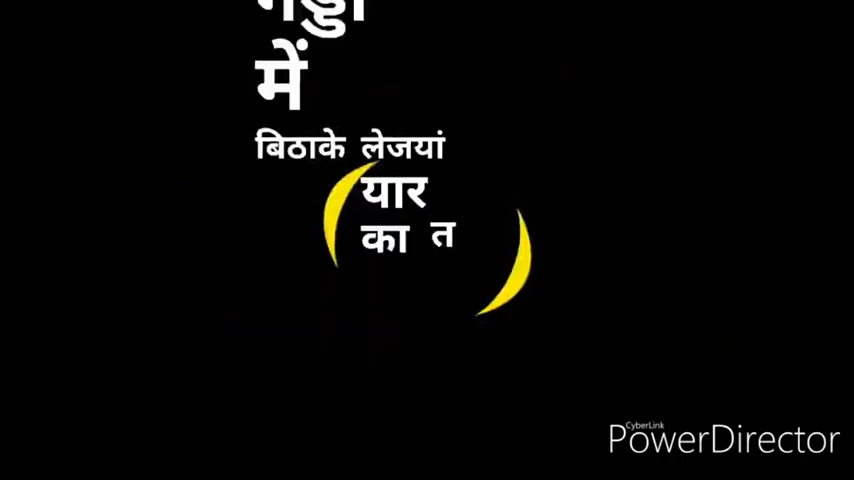 में
बिठाके लेजयां
यार
का त
CyberLink
PowerDirector